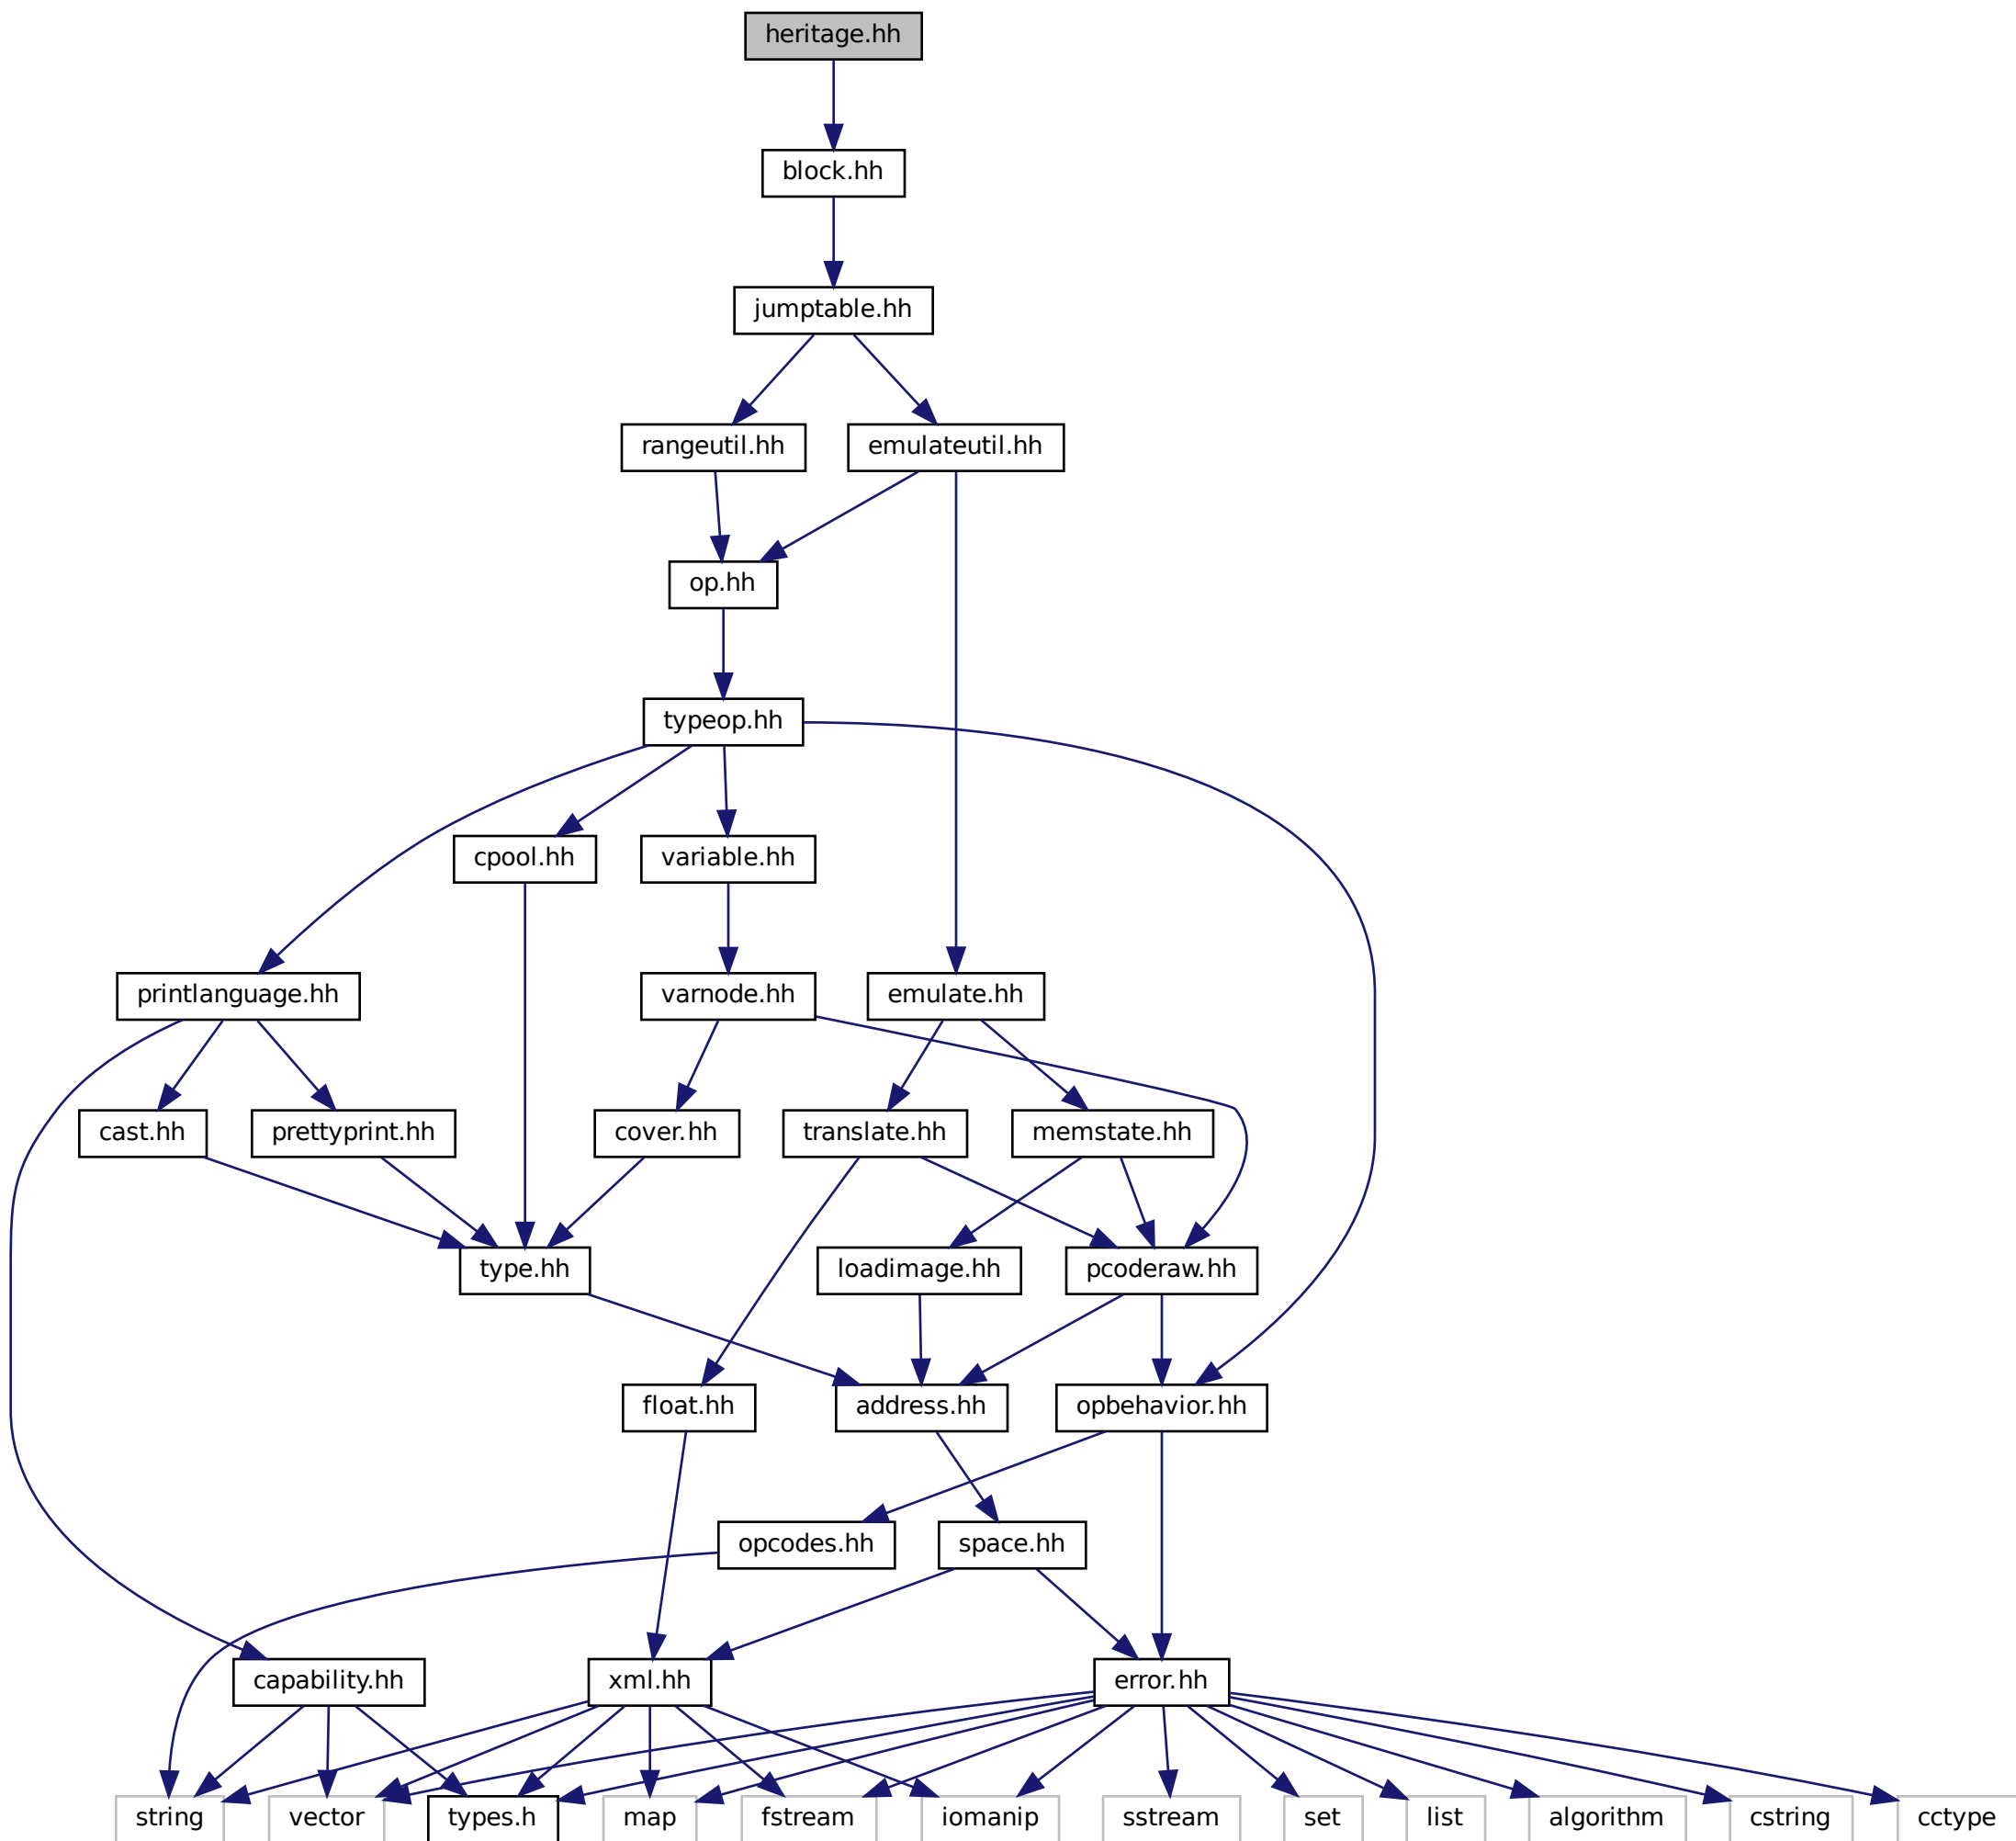 heritage.hh
block.hh
jumptable.hh
rangeutil.hh
emulateutil.hh
op.hh
typeop.hh
cpool.hh
variable.hh
printlanguage.hh
varnode.hh
emulate.hh
cast.hh
prettyprint.hh
cover.hh
translate.hh
memstate.hh
type.hh
loadimage.hh
pcoderaw.hh
float.hh
address.hh
opbehavior.hh
opcodes.hh
space.hh
capability.hh
xml.hh
error.hh
string
vector
types.h
map
fstream
iomanip
sstream
set
list
algorithm
cstring
cctype